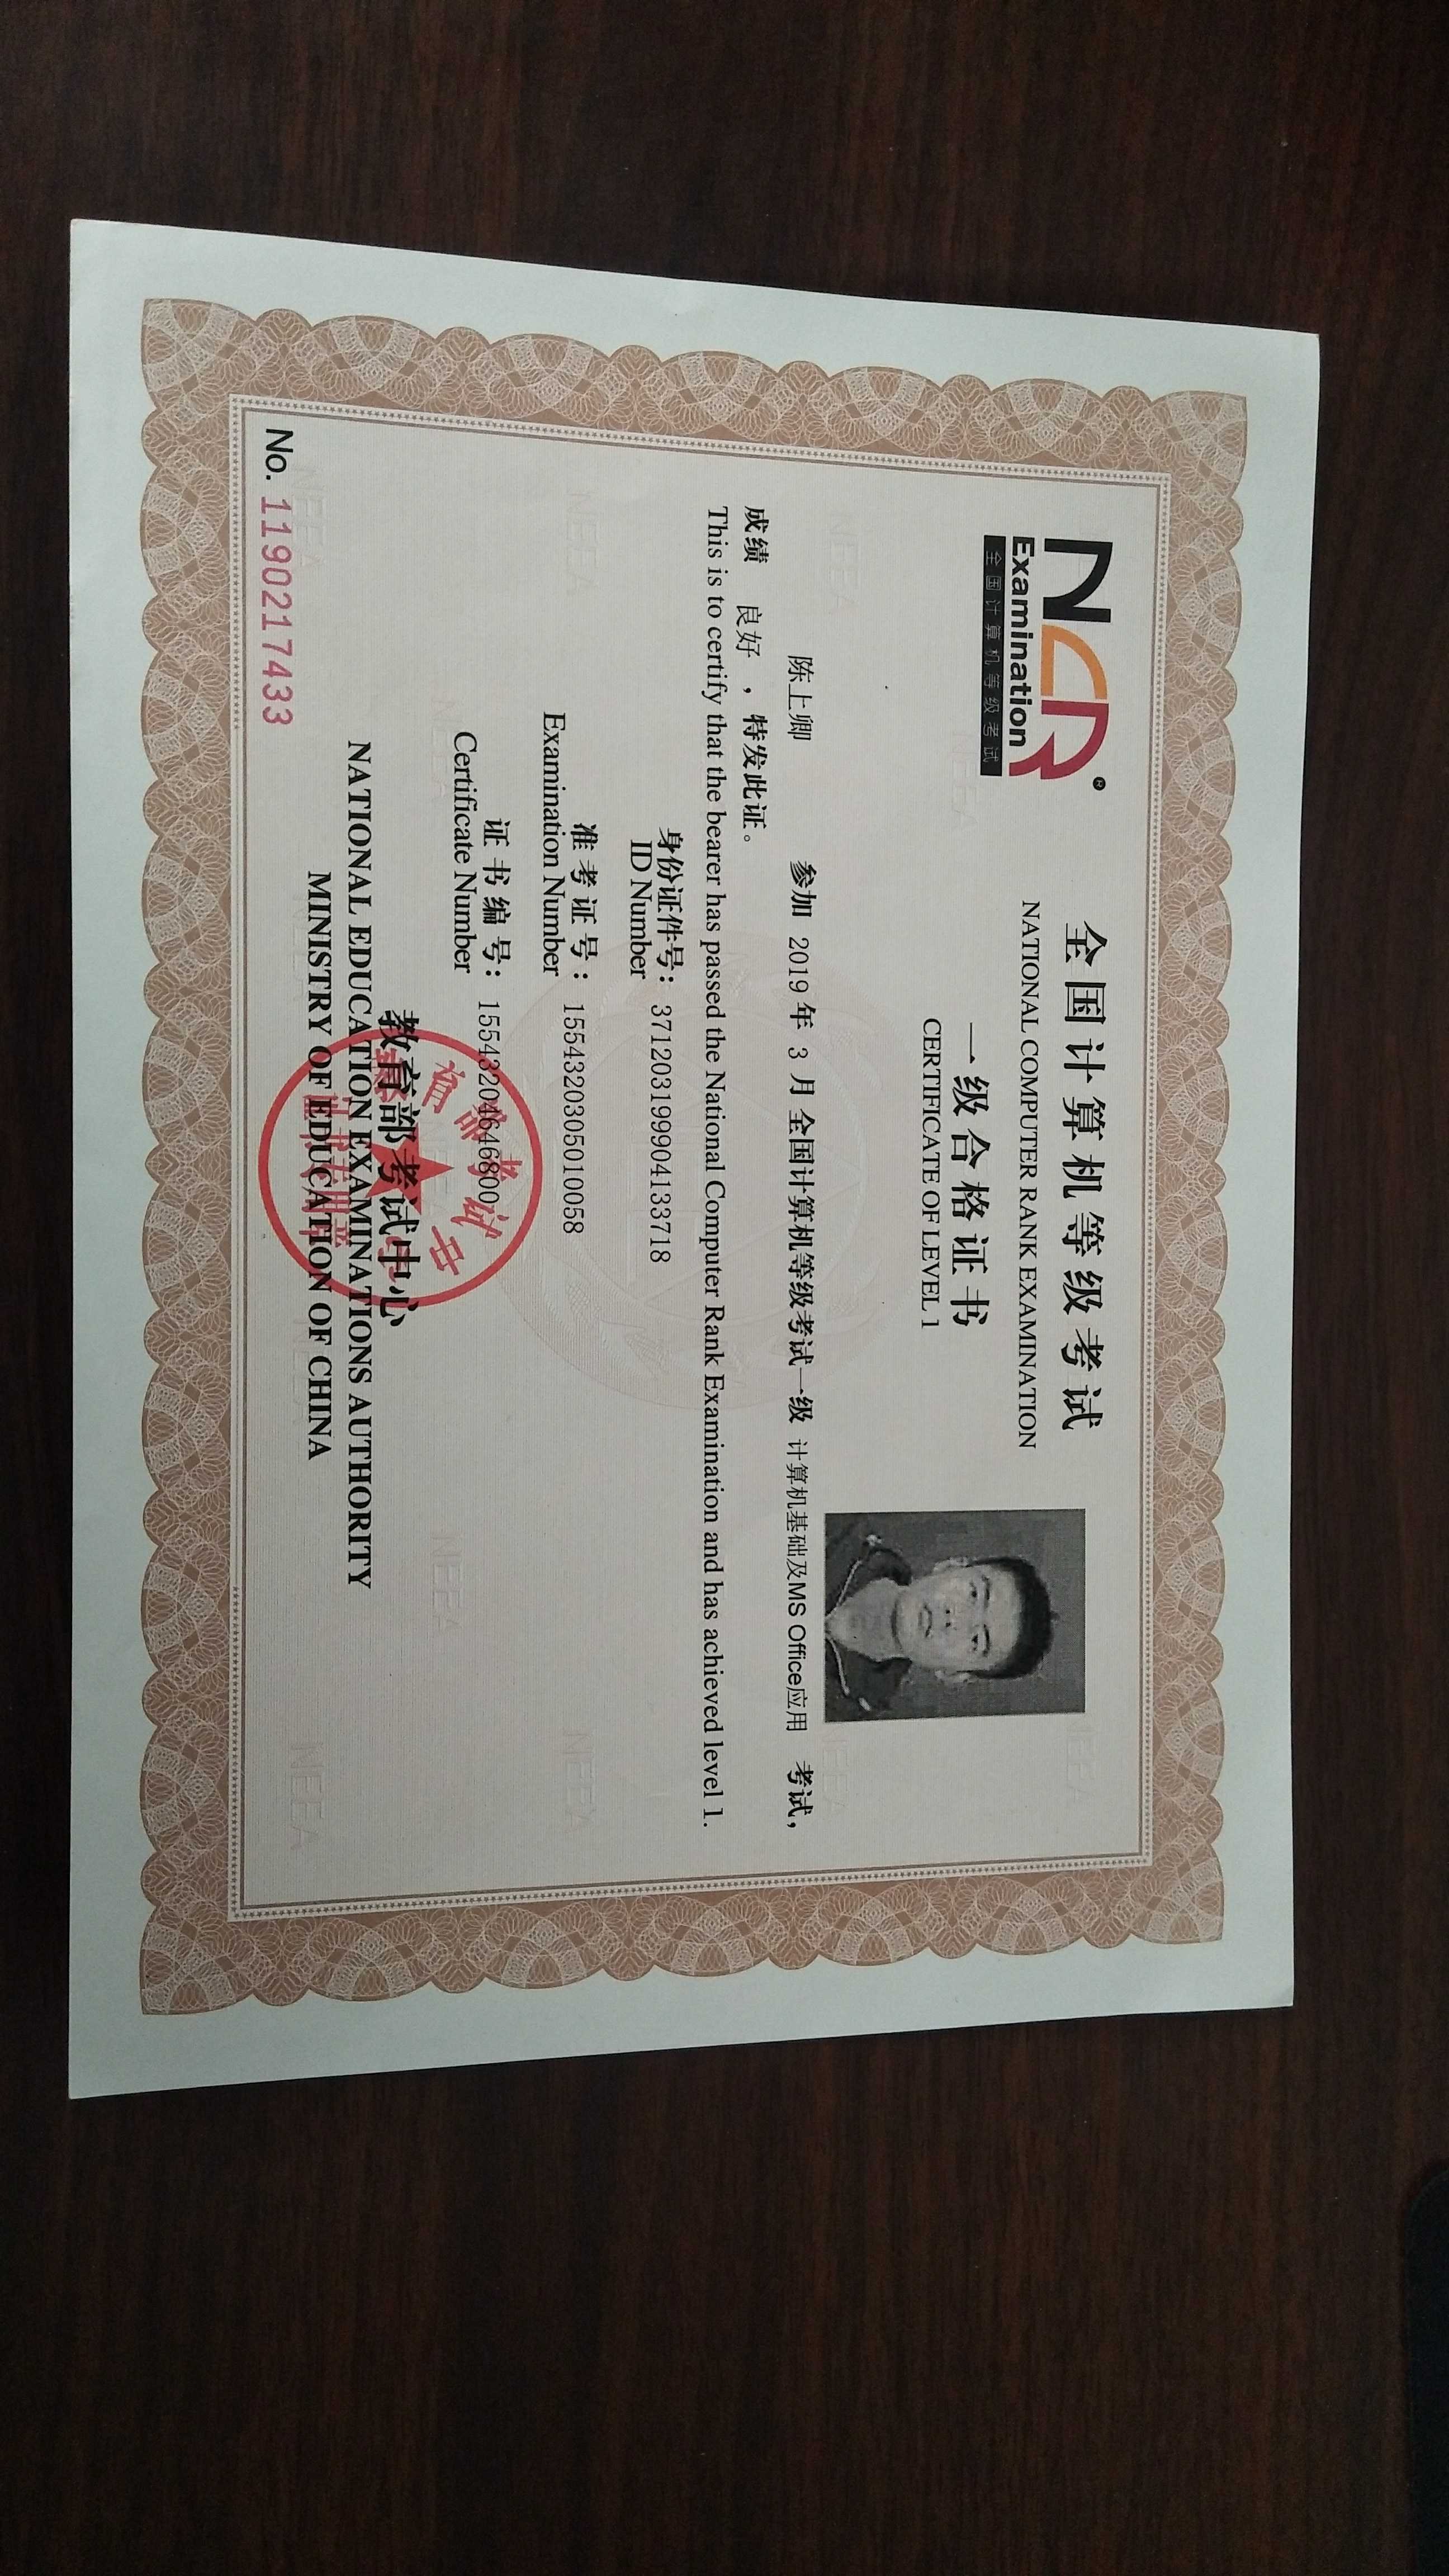 NCR®
Examination
全国计算机等级考试
全国计算机等级考试
NATIONAL COMPUTER RANK EXAMINATION
一级合格证书
CERTIFICATE OF LEVEL 1
陈上卿 参加 2019 年 3 月 全国计算机等级考试一级 计算机基础及MS Office应用 考试,
成绩 良好 ，特发此证。
This is to certify that the bearer has passed the National Computer Rank Examination and has achieved level 1.
身份证件号: 371203199904133718
ID Number
准考证号: 1554320305010058
Examination Number
证书编号: 1554320464680
Certificate Number
教育部考试中心
NATIONAL EDUCATION EXAMINATIONS AUTHORITY
MINISTRY OF EDUCATION OF CHINA
No. 1190217433
NEEA